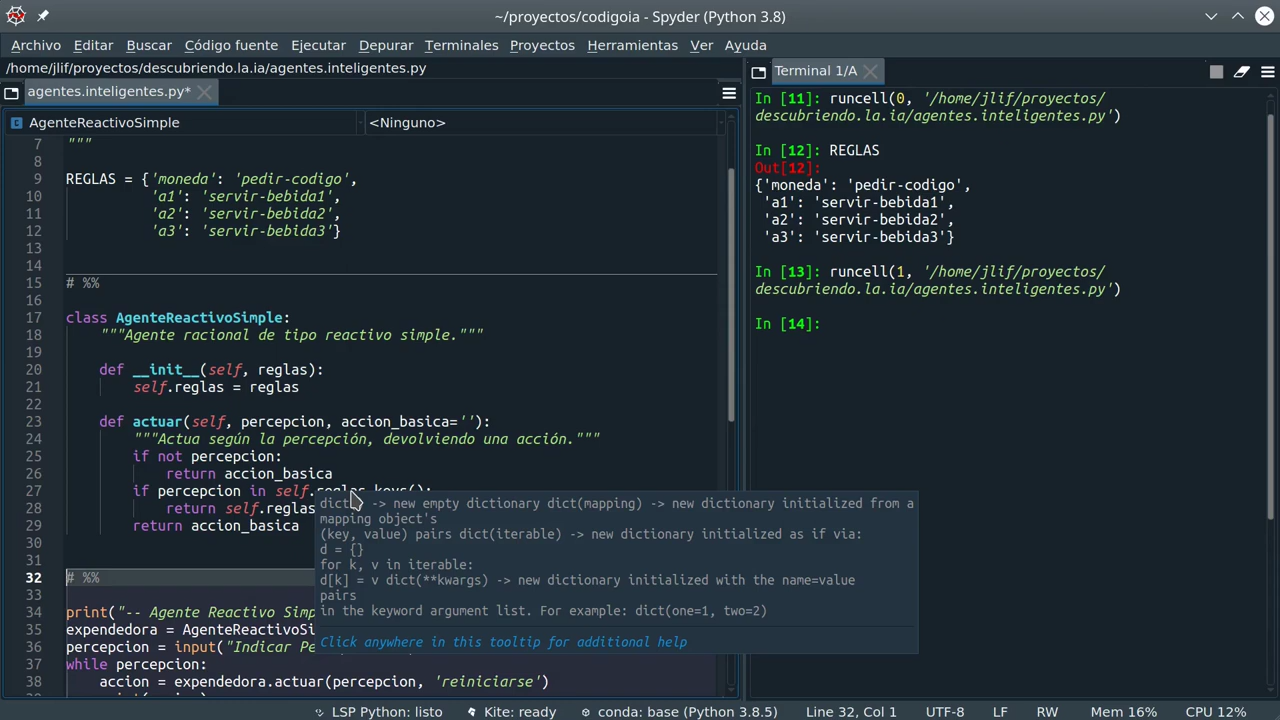 ~/proyectos/codigoia - Spyder (Python 3.8)
Archivo Editar Buscar Código fuente Ejecutar Depurar Terminales Proyectos Herramientas Ver Ayuda
/home/jlif/proyectos/descubriendo.la.ia/agentes.inteligentes.py
agentes.inteligentes.py*
AgenteReactivoSimple
<Ninguno>
7 """
8
9 REGLAS = {'moneda': 'pedir-codigo',
10 'a1': 'servir-bebida1',
11 'a2': 'servir-bebida2',
12 'a3': 'servir-bebida3'}
13
14
15 # %%
16
17 class AgenteReactivoSimple:
18 """Agente racional de tipo reactivo simple."""
19
20 def __init__(self, reglas):
21 self.reglas = reglas
22
23 def actuar(self, percepcion, accion_basica=''):
24 """Actua según la percepción, devolviendo una acción."""
25 if not percepcion:
26 return accion_basica
27 if percepcion in self.reglas.keys():
28 return self.reglas
29 return accion_basica
30
31
32 # %%
33
34 print("-- Agente Reactivo Sim
35 expendedora = AgenteReactivoSi
36 percepcion = input("Indicar Pe
37 while percepcion:
38 accion = expendedora.actuar(percepcion, 'reiniciarse')
dict() -> new empty dictionary dict(mapping) -> new dictionary initialized from a
mapping object's
(key, value) pairs dict(iterable) -> new dictionary initialized as if via:
d = {}
for k, v in iterable:
d[k] = v dict(**kwargs) -> new dictionary initialized with the name=value
pairs
in the keyword argument list. For example: dict(one=1, two=2)
Click anywhere in this tooltip for additional help
Terminal 1/A
In [11]: runcell(0, '/home/jlif/proyectos/
descubriendo.la.ia/agentes.inteligentes.py')
In [12]: REGLAS
Out[12]:
{'moneda': 'pedir-codigo',
'a1': 'servir-bebida1',
'a2': 'servir-bebida2',
'a3': 'servir-bebida3'}
In [13]: runcell(1, '/home/jlif/proyectos/
descubriendo.la.ia/agentes.inteligentes.py')
In [14]:
LSP Python: listo Kite: ready conda: base (Python 3.8.5) Line 32, Col 1 UTF-8 LF RW Mem 16% CPU 12%